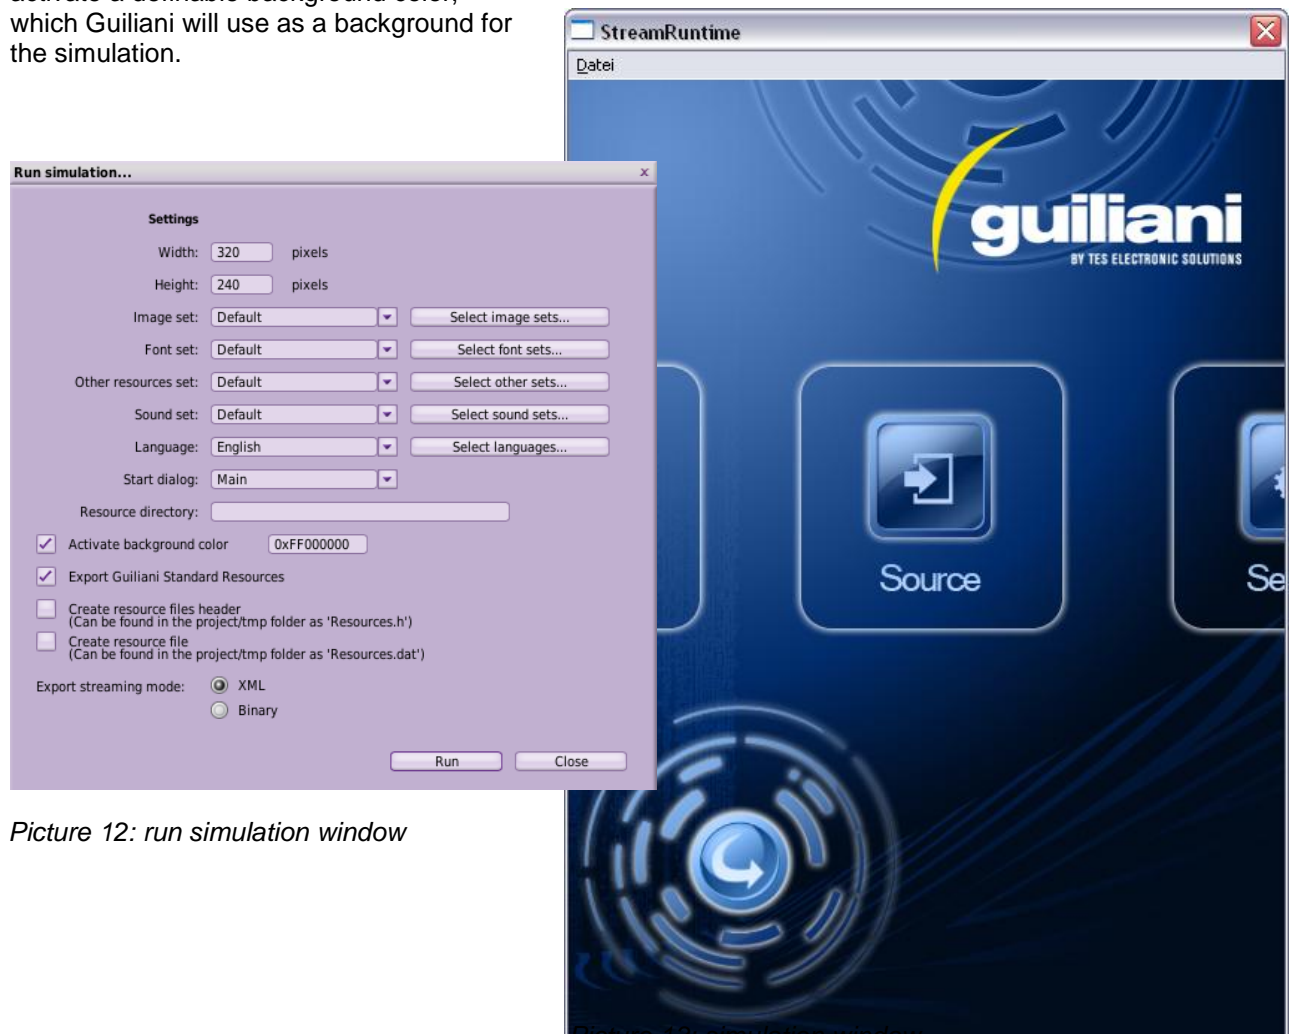 activate a definable background color,
which Guiliani will use as a background for
the simulation.
Run simulation...
x
Settings
Width: 320 pixels
Height: 240 pixels
Image set: Default Select image sets...
Font set: Default Select font sets...
Other resources set: Default Select other sets...
Sound set: Default Select sound sets...
Language: English Select languages...
Start dialog: Main
Resource directory:
Activate background color 0xFF000000
Export Guiliani Standard Resources
Create resource files header
(Can be found in the project/tmp folder as 'Resources.h')
Create resource file
(Can be found in the project/tmp folder as 'Resources.dat')
Export streaming mode: XML
Binary
Run Close
Picture 12: run simulation window
StreamRuntime
Datei
guiliani
BY TES ELECTRONIC SOLUTIONS
Source
Se
Picture 13: simulation window